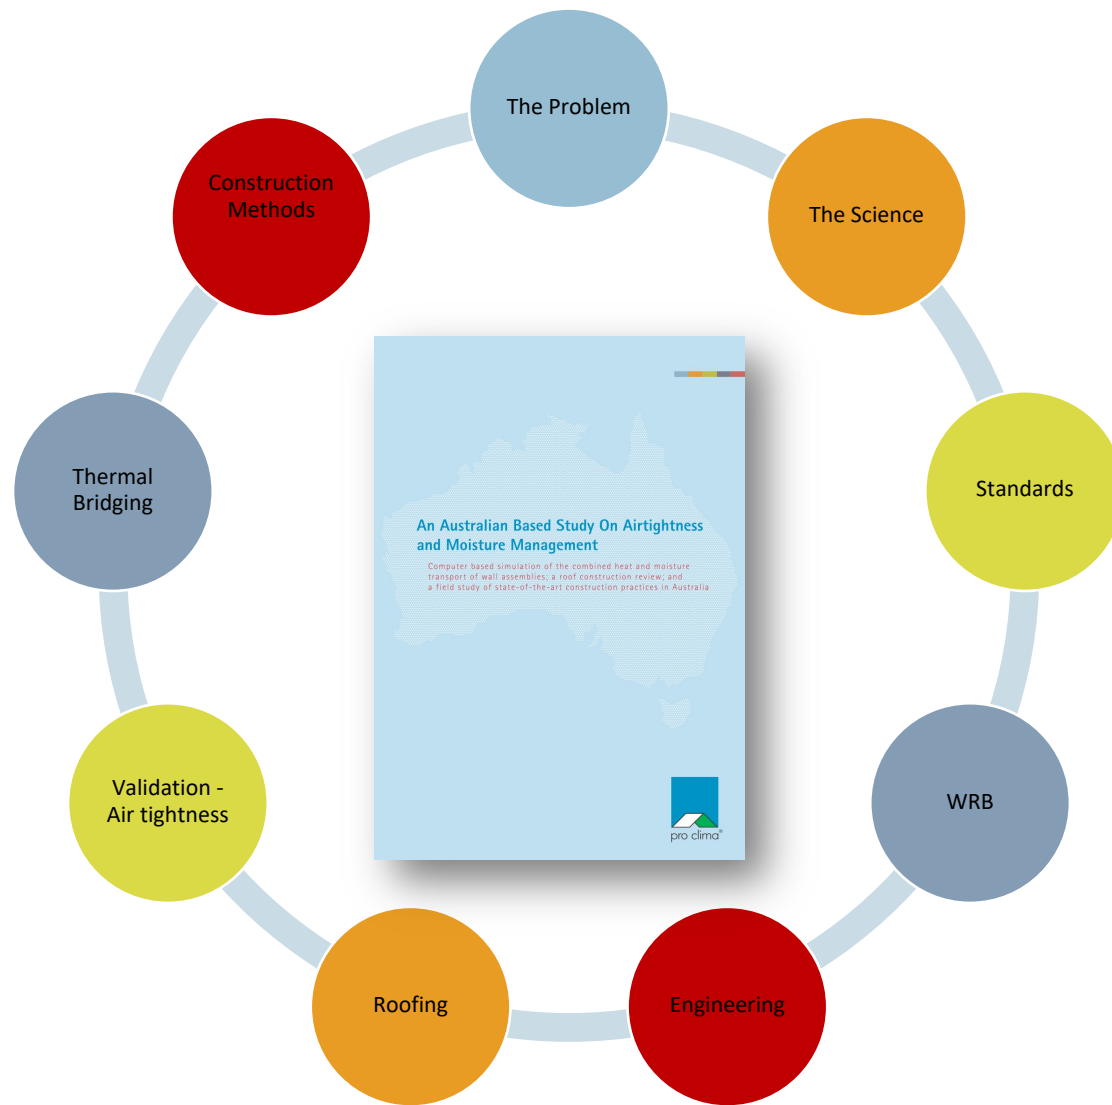 The Problem
The Science
Standards
WRB
Engineering
Roofing
Validation -
Air tightness
Thermal
Bridging
Construction
Methods
An Australian Based Study On Airtightness
and Moisture Management
Computer based simulation of the combined heat and moisture
transport of wall assemblies; a roof construction review; and
a field study of state-of-the-art construction practices in Australia
pro clima®